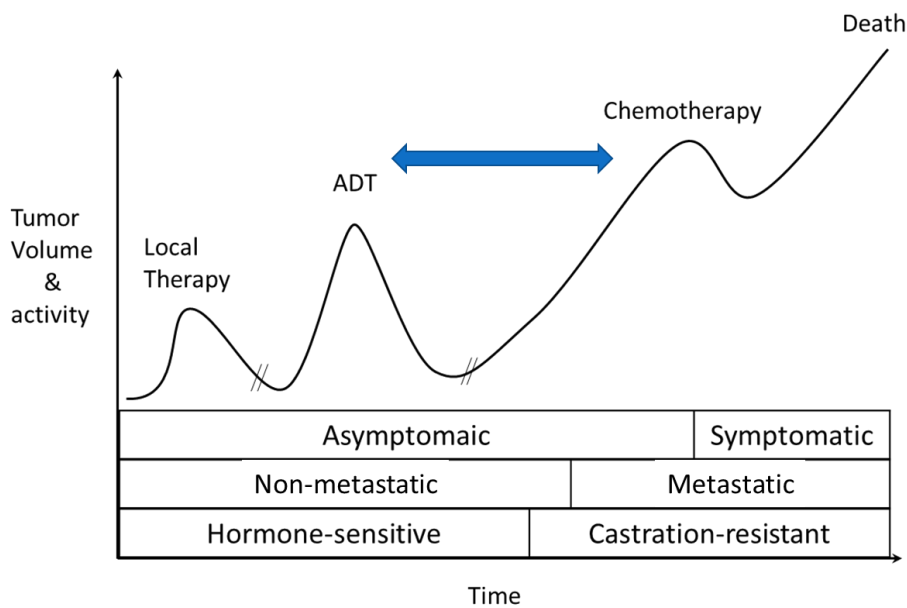 Death
Chemotherapy
ADT
Tumor
Volume
&
activity
Local
Therapy
Asymptomaic
Symptomatic
Non-metastatic
Metastatic
Hormone-sensitive
Castration-resistant
Time